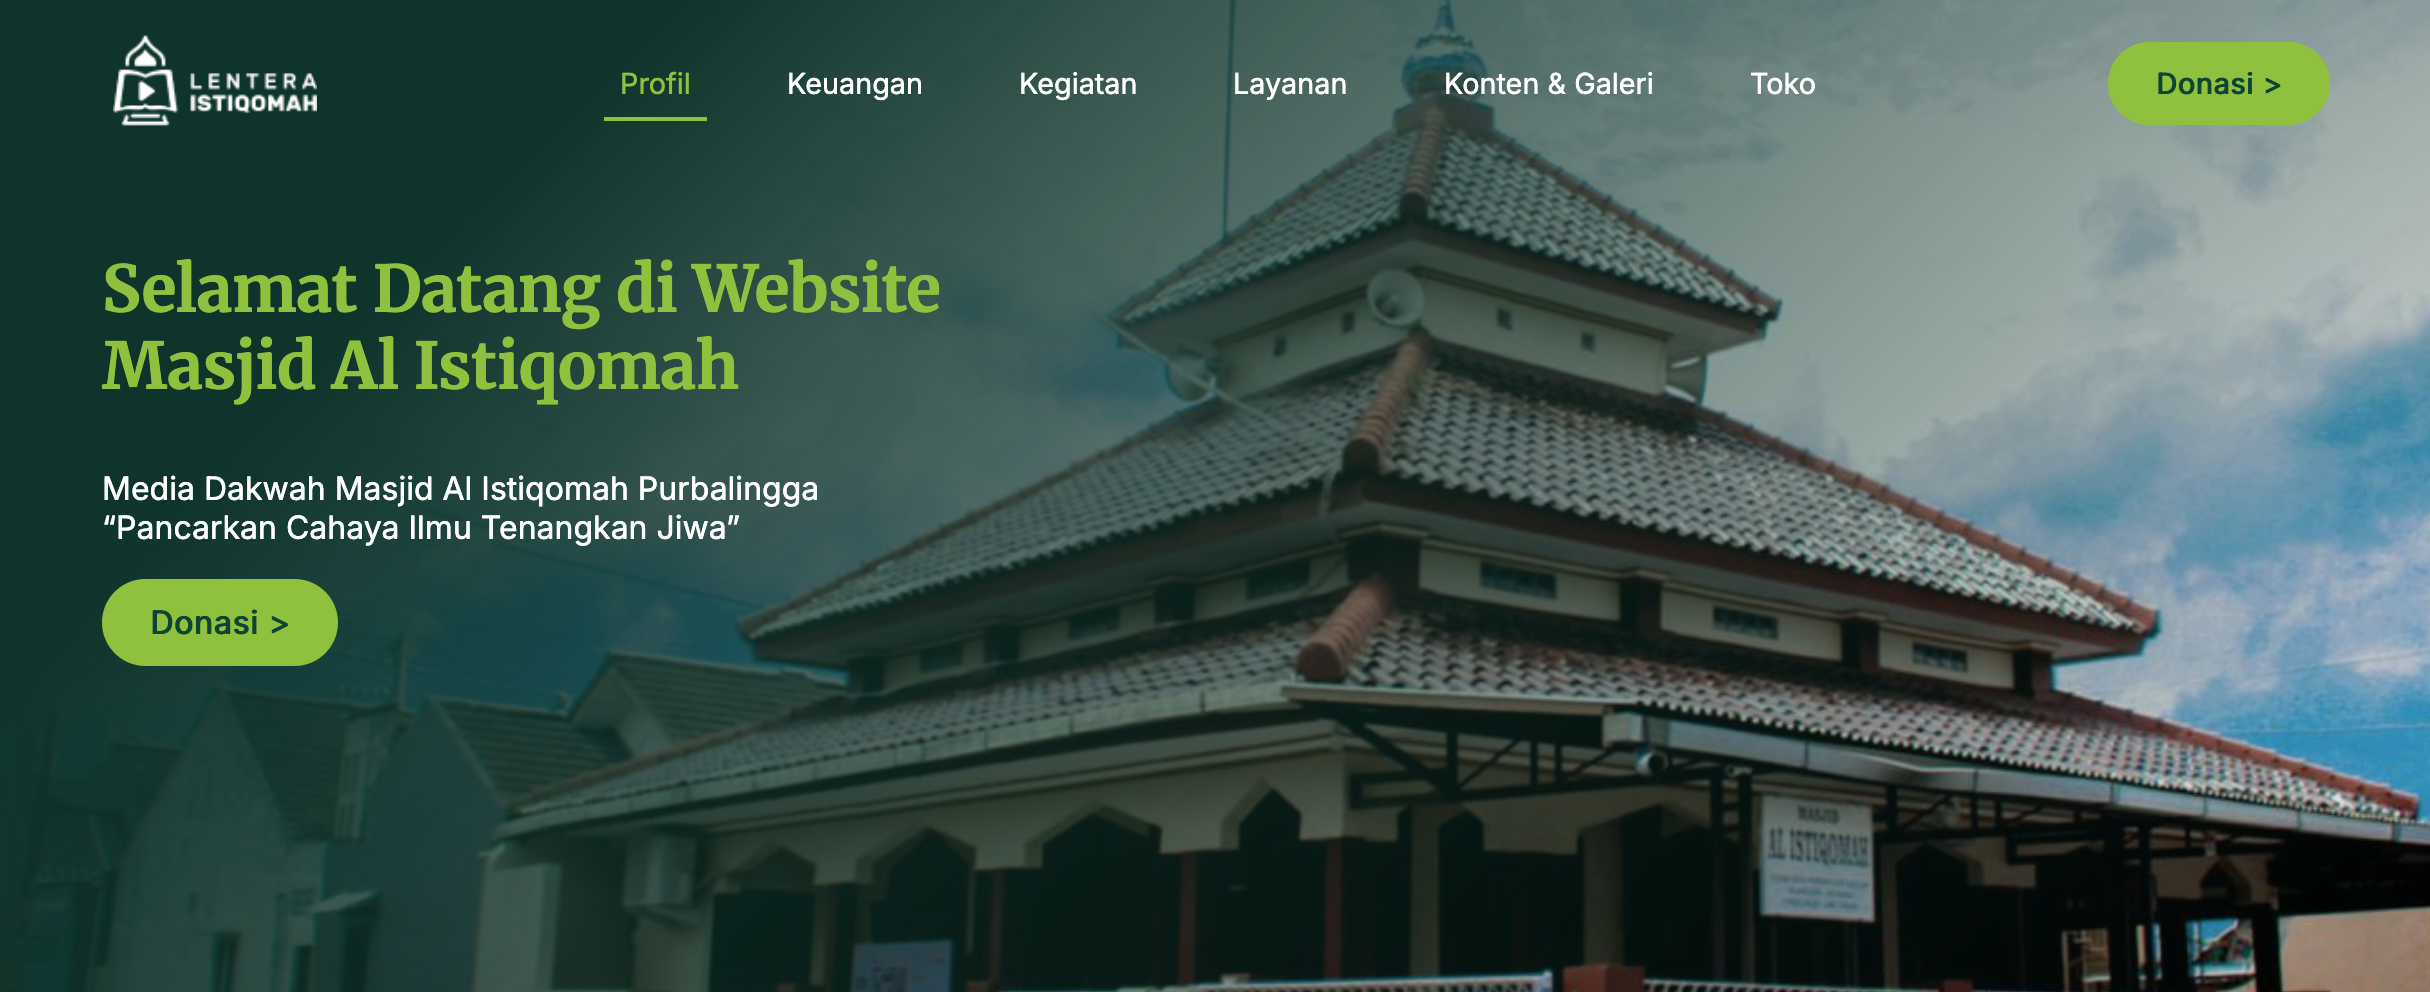 LENTERA
ISTIQOMAH
Profil
Keuangan
Kegiatan
Layanan
Konten & Galeri
Toko
Donasi >
Selamat Datang di Website
Masjid Al Istiqomah
Media Dakwah Masjid Al Istiqomah Purbalingga
“Pancarkan Cahaya Ilmu Tenangkan Jiwa”
Donasi >
MASJID
AL ISTIQOMAH